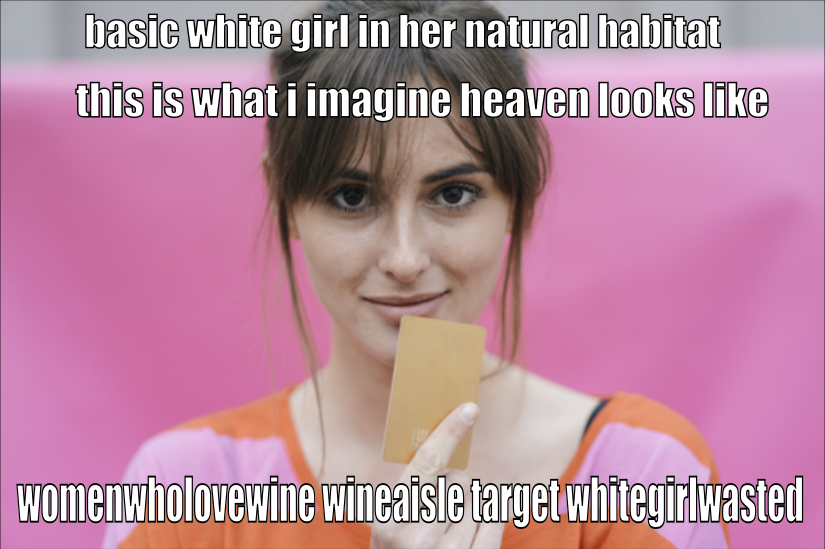 basic white girl in her natural habitat
this is what i imagine heaven looks like
womenwholovewine wineaisle target whitegirlwasted